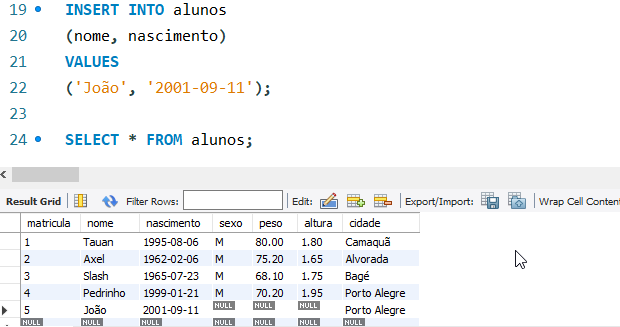 19 INSERT INTO alunos
20 (nome, nascimento)
21 VALUES
22 ('João', '2001-09-11');
23
24 SELECT * FROM alunos;
Result Grid Filter Rows: Edit: Export/Import: Wrap Cell Content
matricula nome nascimento sexo peso altura cidade
1 Tauan 1995-08-06 M 80.00 1.80 Camaquã
2 Axel 1962-02-06 M 75.20 1.65 Alvorada
3 Slash 1965-07-23 M 68.10 1.75 Bagé
4 Pedrinho 1999-01-21 M 70.20 1.95 Porto Alegre
5 João 2001-09-11 NULL NULL NULL Porto Alegre
NULL NULL NULL NULL NULL NULL NULL